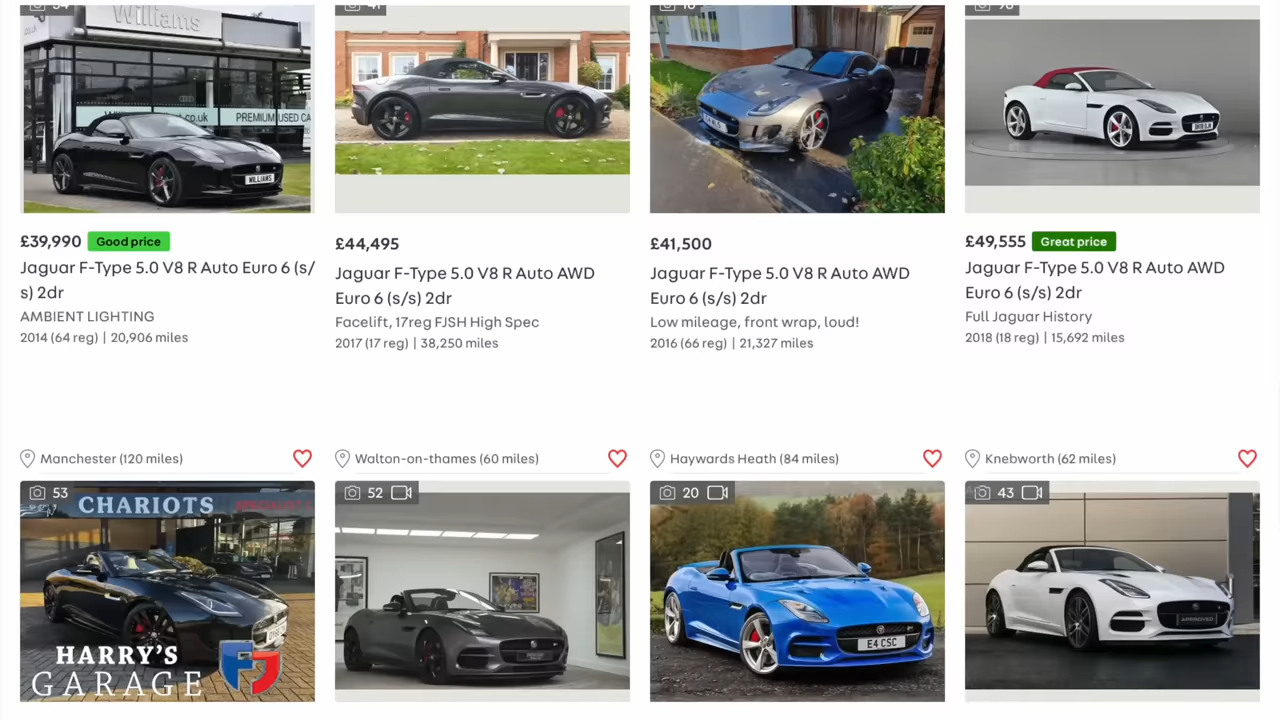 Williams
PREMIUM USED CA
WILLIAMS
£39,990 Good price
Jaguar F-Type 5.0 V8 R Auto Euro 6 (s/
s) 2dr
AMBIENT LIGHTING
2014 (64 reg) | 20,906 miles
Manchester (120 miles)
£44,495
Jaguar F-Type 5.0 V8 R Auto AWD
Euro 6 (s/s) 2dr
Facelift, 17reg FJSH High Spec
2017 (17 reg) | 38,250 miles
Walton-on-thames (60 miles)
£41,500
Jaguar F-Type 5.0 V8 R Auto AWD
Euro 6 (s/s) 2dr
Low mileage, front wrap, loud!
2016 (66 reg) | 21,327 miles
Haywards Heath (84 miles)
£49,555 Great price
Jaguar F-Type 5.0 V8 R Auto AWD
Euro 6 (s/s) 2dr
Full Jaguar History
2018 (18 reg) | 15,692 miles
Knebworth (62 miles)
53
CHARIOTS
HARRY'S
GARAGE
52
20
E4 CSC
43
APPROVED